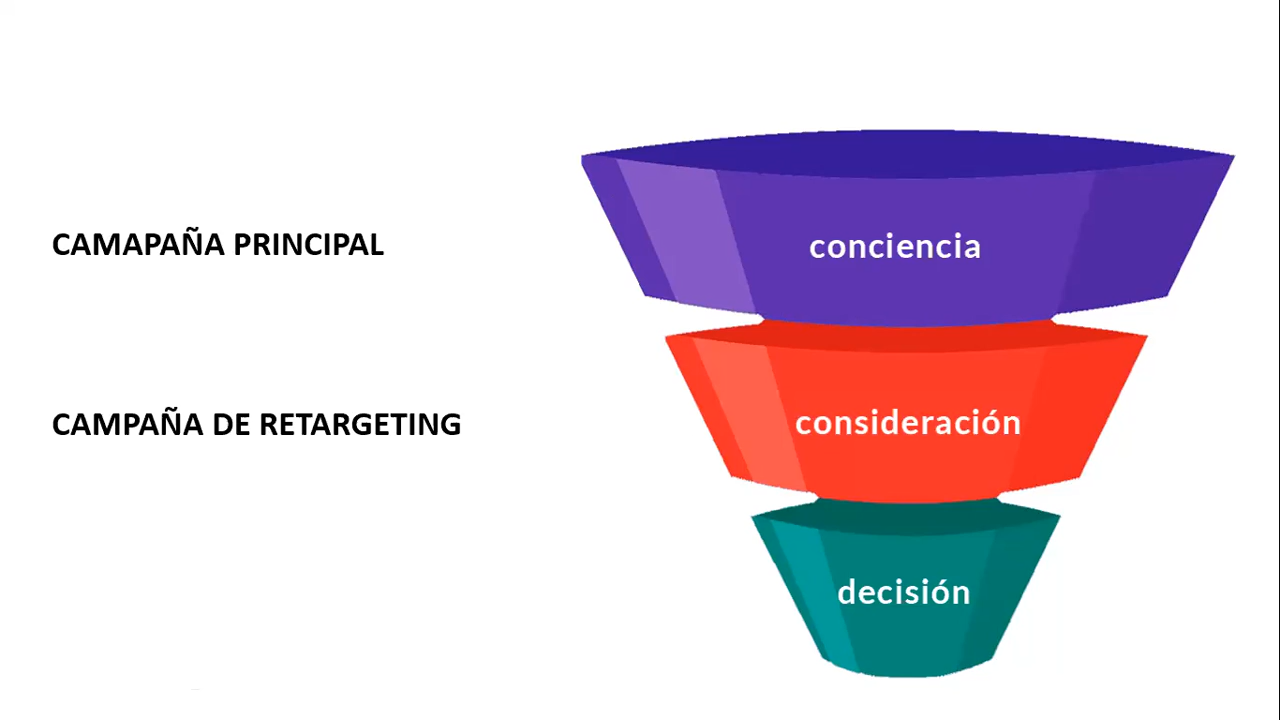 CAMAPAÑA PRINCIPAL
conciencia
CAMPAÑA DE RETARGETING
consideración
decisión